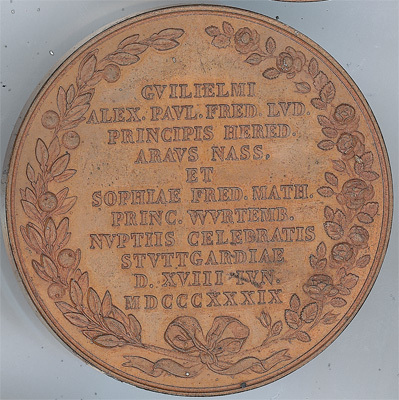 GVILIELMI
ALEX. PAVL. FRED. LVD.
PRINCIPIS HERED.
ARAVS NASS.
ET
SOPHIAE FRED. MATH.
PRINC. WVRTEMB.
NVPTIIS CELEBRATIS
STVTTGARDIAE
D. XVIII IVN.
MDCCCXXXIX